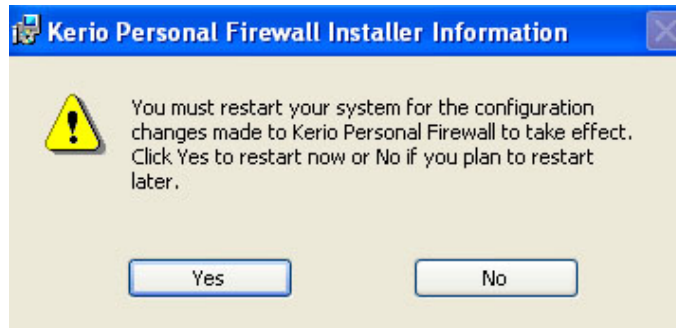 Kerio Personal Firewall Installer Information
You must restart your system for the configuration
changes made to Kerio Personal Firewall to take effect.
Click Yes to restart now or No if you plan to restart
later.
Yes No